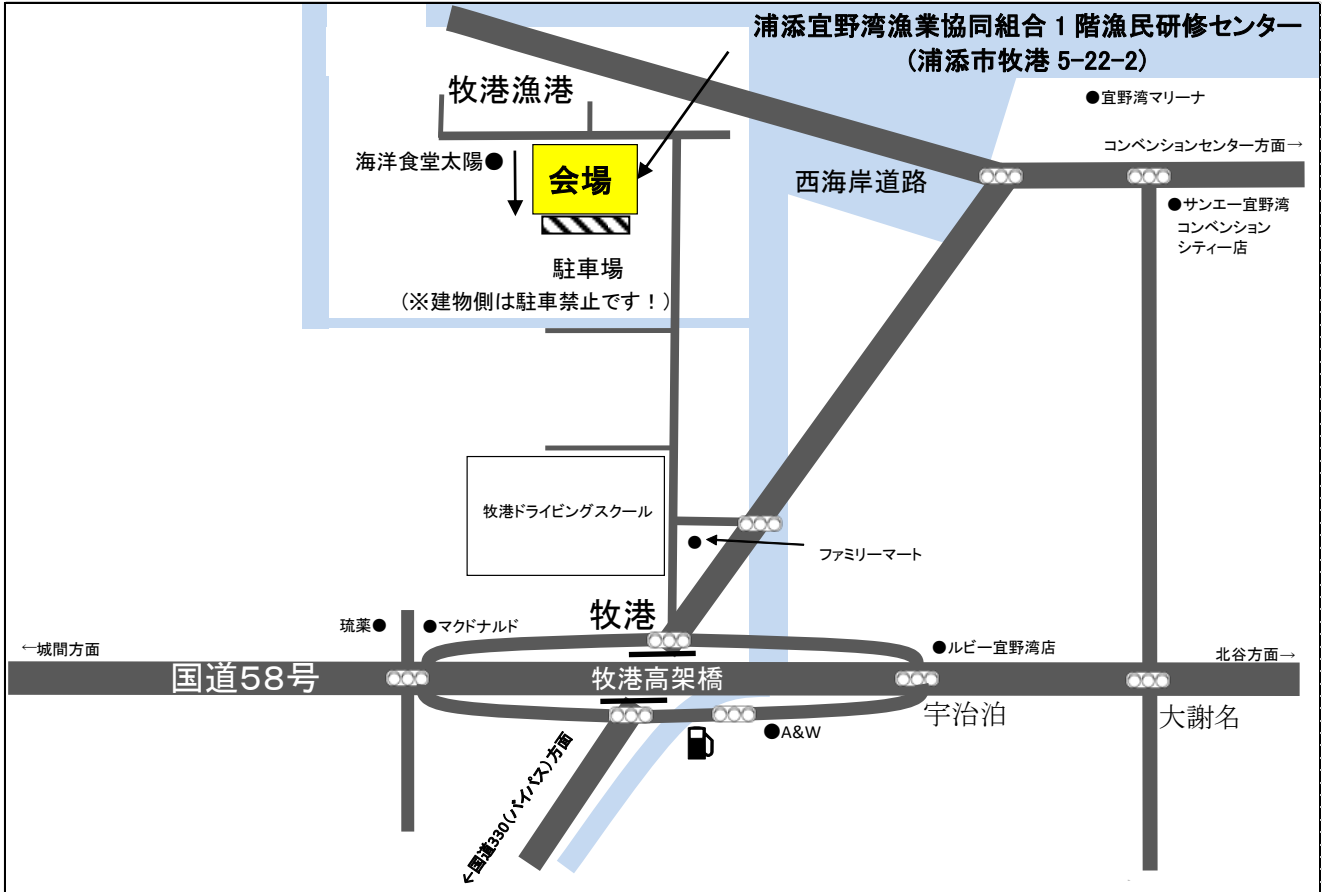 浦添宜野湾漁業協同組合１階漁民研修センター
(浦添市牧港 5-22-2)
牧港漁港
●宜野湾マリーナ
コンベンションセンター方面→
海洋食堂太陽●
会場
西海岸道路
●サンエー宜野湾
コンベンション
シティー店
駐車場
（※建物側は駐車禁止です！）
牧港ドライビングスクール
ファミリーマート
牧港
琉薬●
●マクドナルド
●ルビー宜野湾店
←城間方面
北谷方面→
国道５８号
牧港高架橋
宇治泊
大謝名
●A&W
←国道330(バイパス)方面